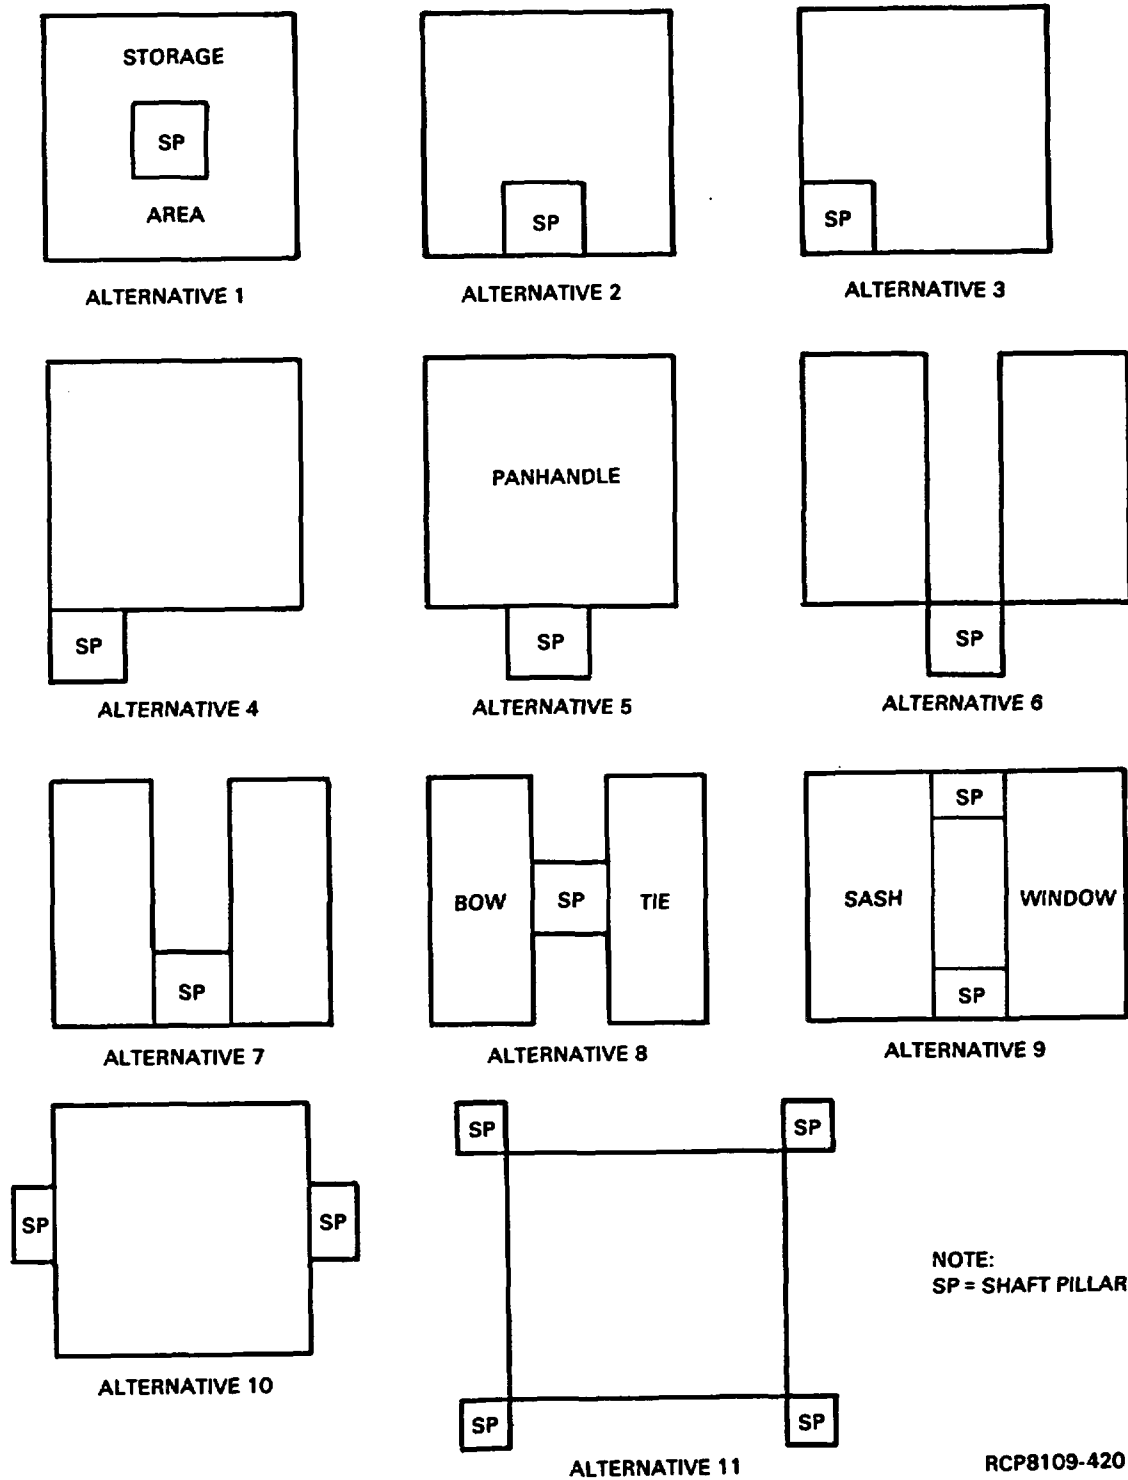 STORAGE
SP
AREA
ALTERNATIVE 1
SP
ALTERNATIVE 2
SP
ALTERNATIVE 3
SP
ALTERNATIVE 4
PANHANDLE
SP
ALTERNATIVE 5
SP
ALTERNATIVE 6
SP
ALTERNATIVE 7
BOW SP TIE
ALTERNATIVE 8
SP
SASH WINDOW
SP
ALTERNATIVE 9
SP SP
ALTERNATIVE 10
SP SP
SP SP
ALTERNATIVE 11
NOTE:
SP = SHAFT PILLAR
RCP8109-420